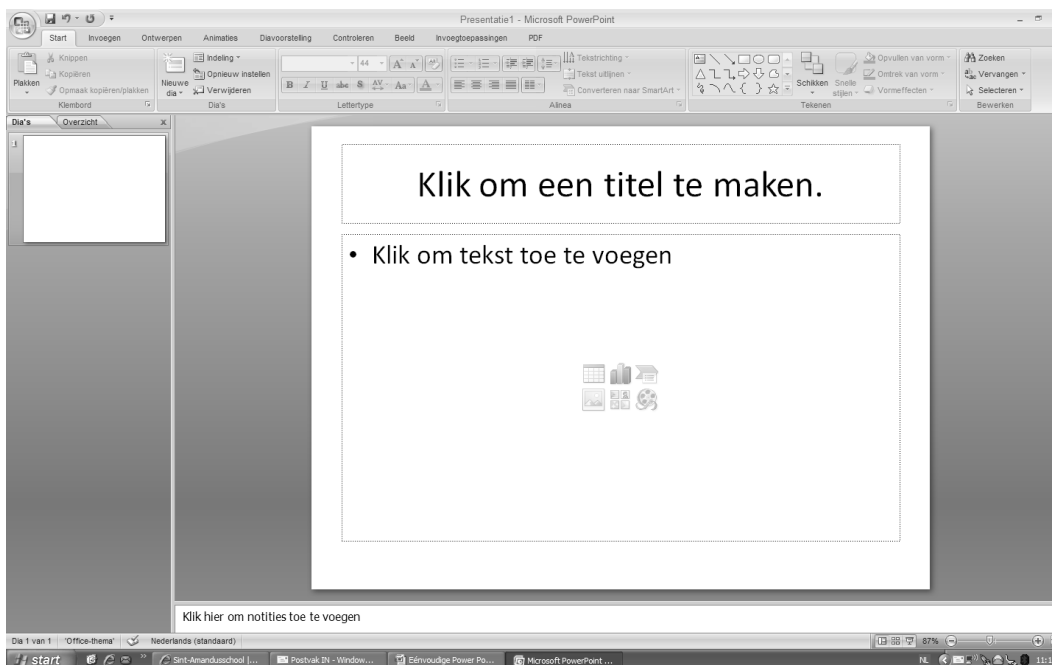 Presentatie1 - Microsoft PowerPoint
Start Invoegen Ontwerpen Animaties Diavoorstelling Controleren Beeld Invoegtoepassingen PDF
Plakken
Knippen
Kopiëren
Opmaak kopiëren/plakken
Klembord
Nieuwe dia
Indeling
Opnieuw instellen
Verwijderen
Dia's
44
B I U abe S AV Aa A
Lettertype
Tekstrichting
Tekst uitlijnen
Converteren naar SmartArt
Alinea
Schikken
Snelle stijlen
Opvullen van vorm
Omtrek van vorm
Vormeffecten
Tekenen
Zoeken
Vervangen
Selecteren
Bewerken
Dia's Overzicht x
1
Klik om een titel te maken.
• Klik om tekst toe te voegen
Klik hier om notities toe te voegen
Dia 1 van 1 "Office-thema" Nederlands (standaard) 87%
start Sint-Amandusschool |... Postvak IN - Window... Eénvoudige Power Po... Microsoft PowerPoint ... NL